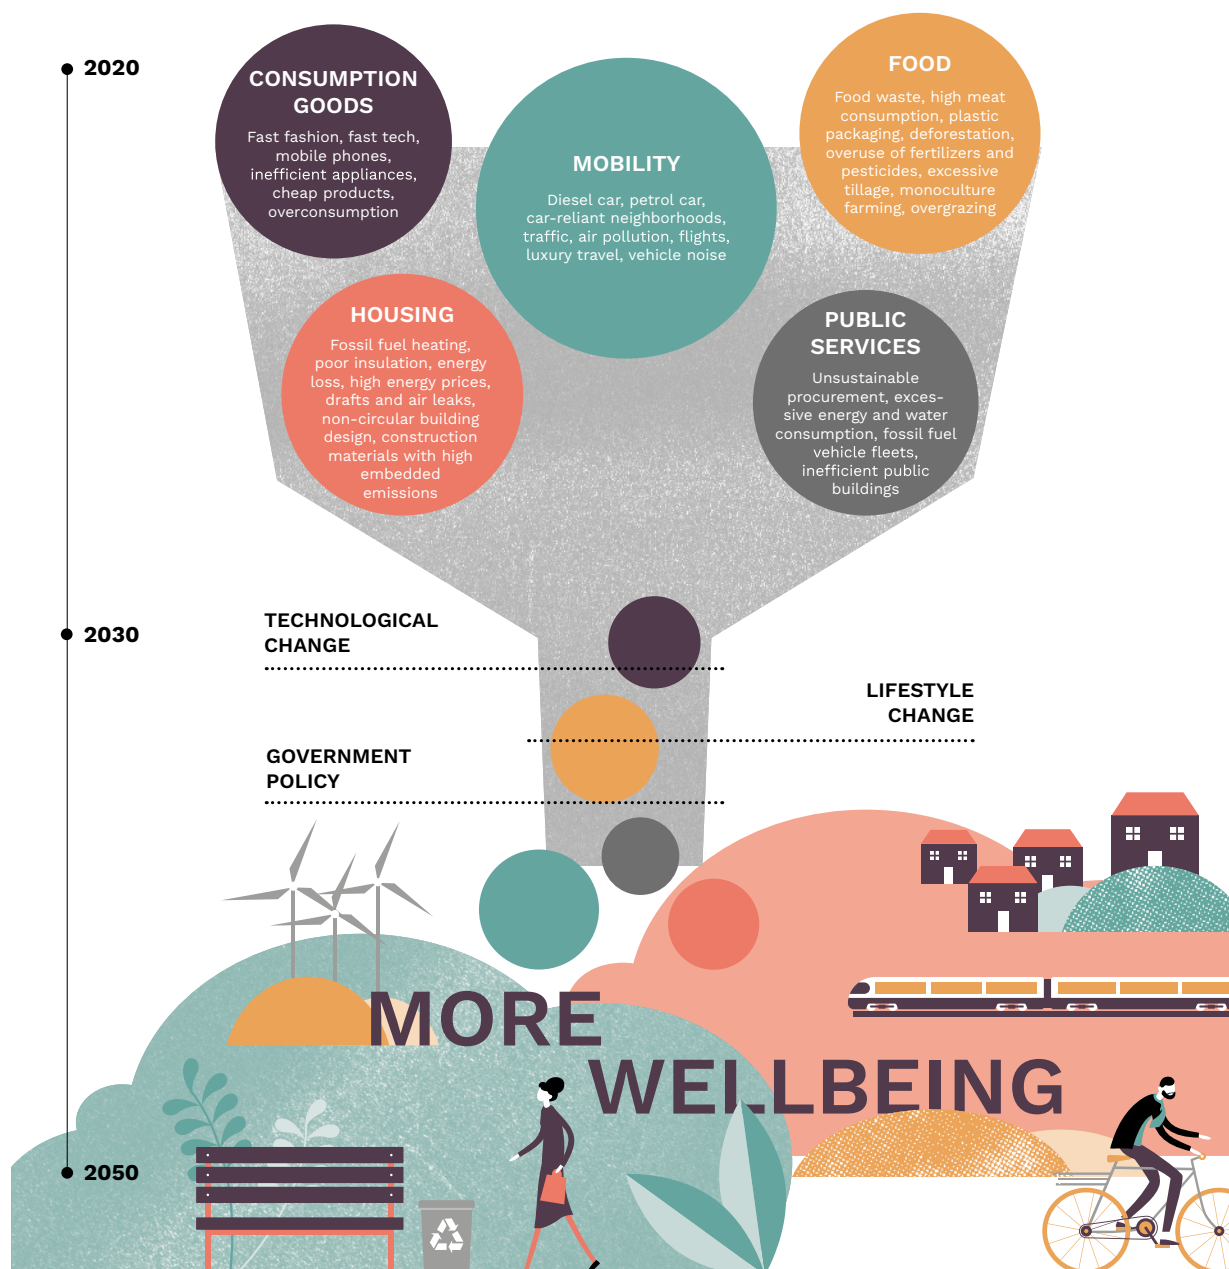 2020
CONSUMPTION
GOODS
Fast fashion, fast tech,
mobile phones,
inefficient appliances,
cheap products,
overconsumption
MOBILITY
Diesel car, petrol car,
car-reliant neighborhoods,
traffic, air pollution, flights,
luxury travel, vehicle noise
FOOD
Food waste, high meat
consumption, plastic
packaging, deforestation,
overuse of fertilizers and
pesticides, excessive
tillage, monoculture
farming, overgrazing
HOUSING
Fossil fuel heating,
poor insulation, energy
loss, high energy prices,
drafts and air leaks,
non-circular building
design, construction
materials with high
embedded
emissions
PUBLIC
SERVICES
Unsustainable
procurement, exces-
sive energy and water
consumption, fossil fuel
vehicle fleets,
inefficient public
buildings
2030
TECHNOLOGICAL
CHANGE
LIFESTYLE
CHANGE
GOVERNMENT
POLICY
MORE
WELLBEING
2050